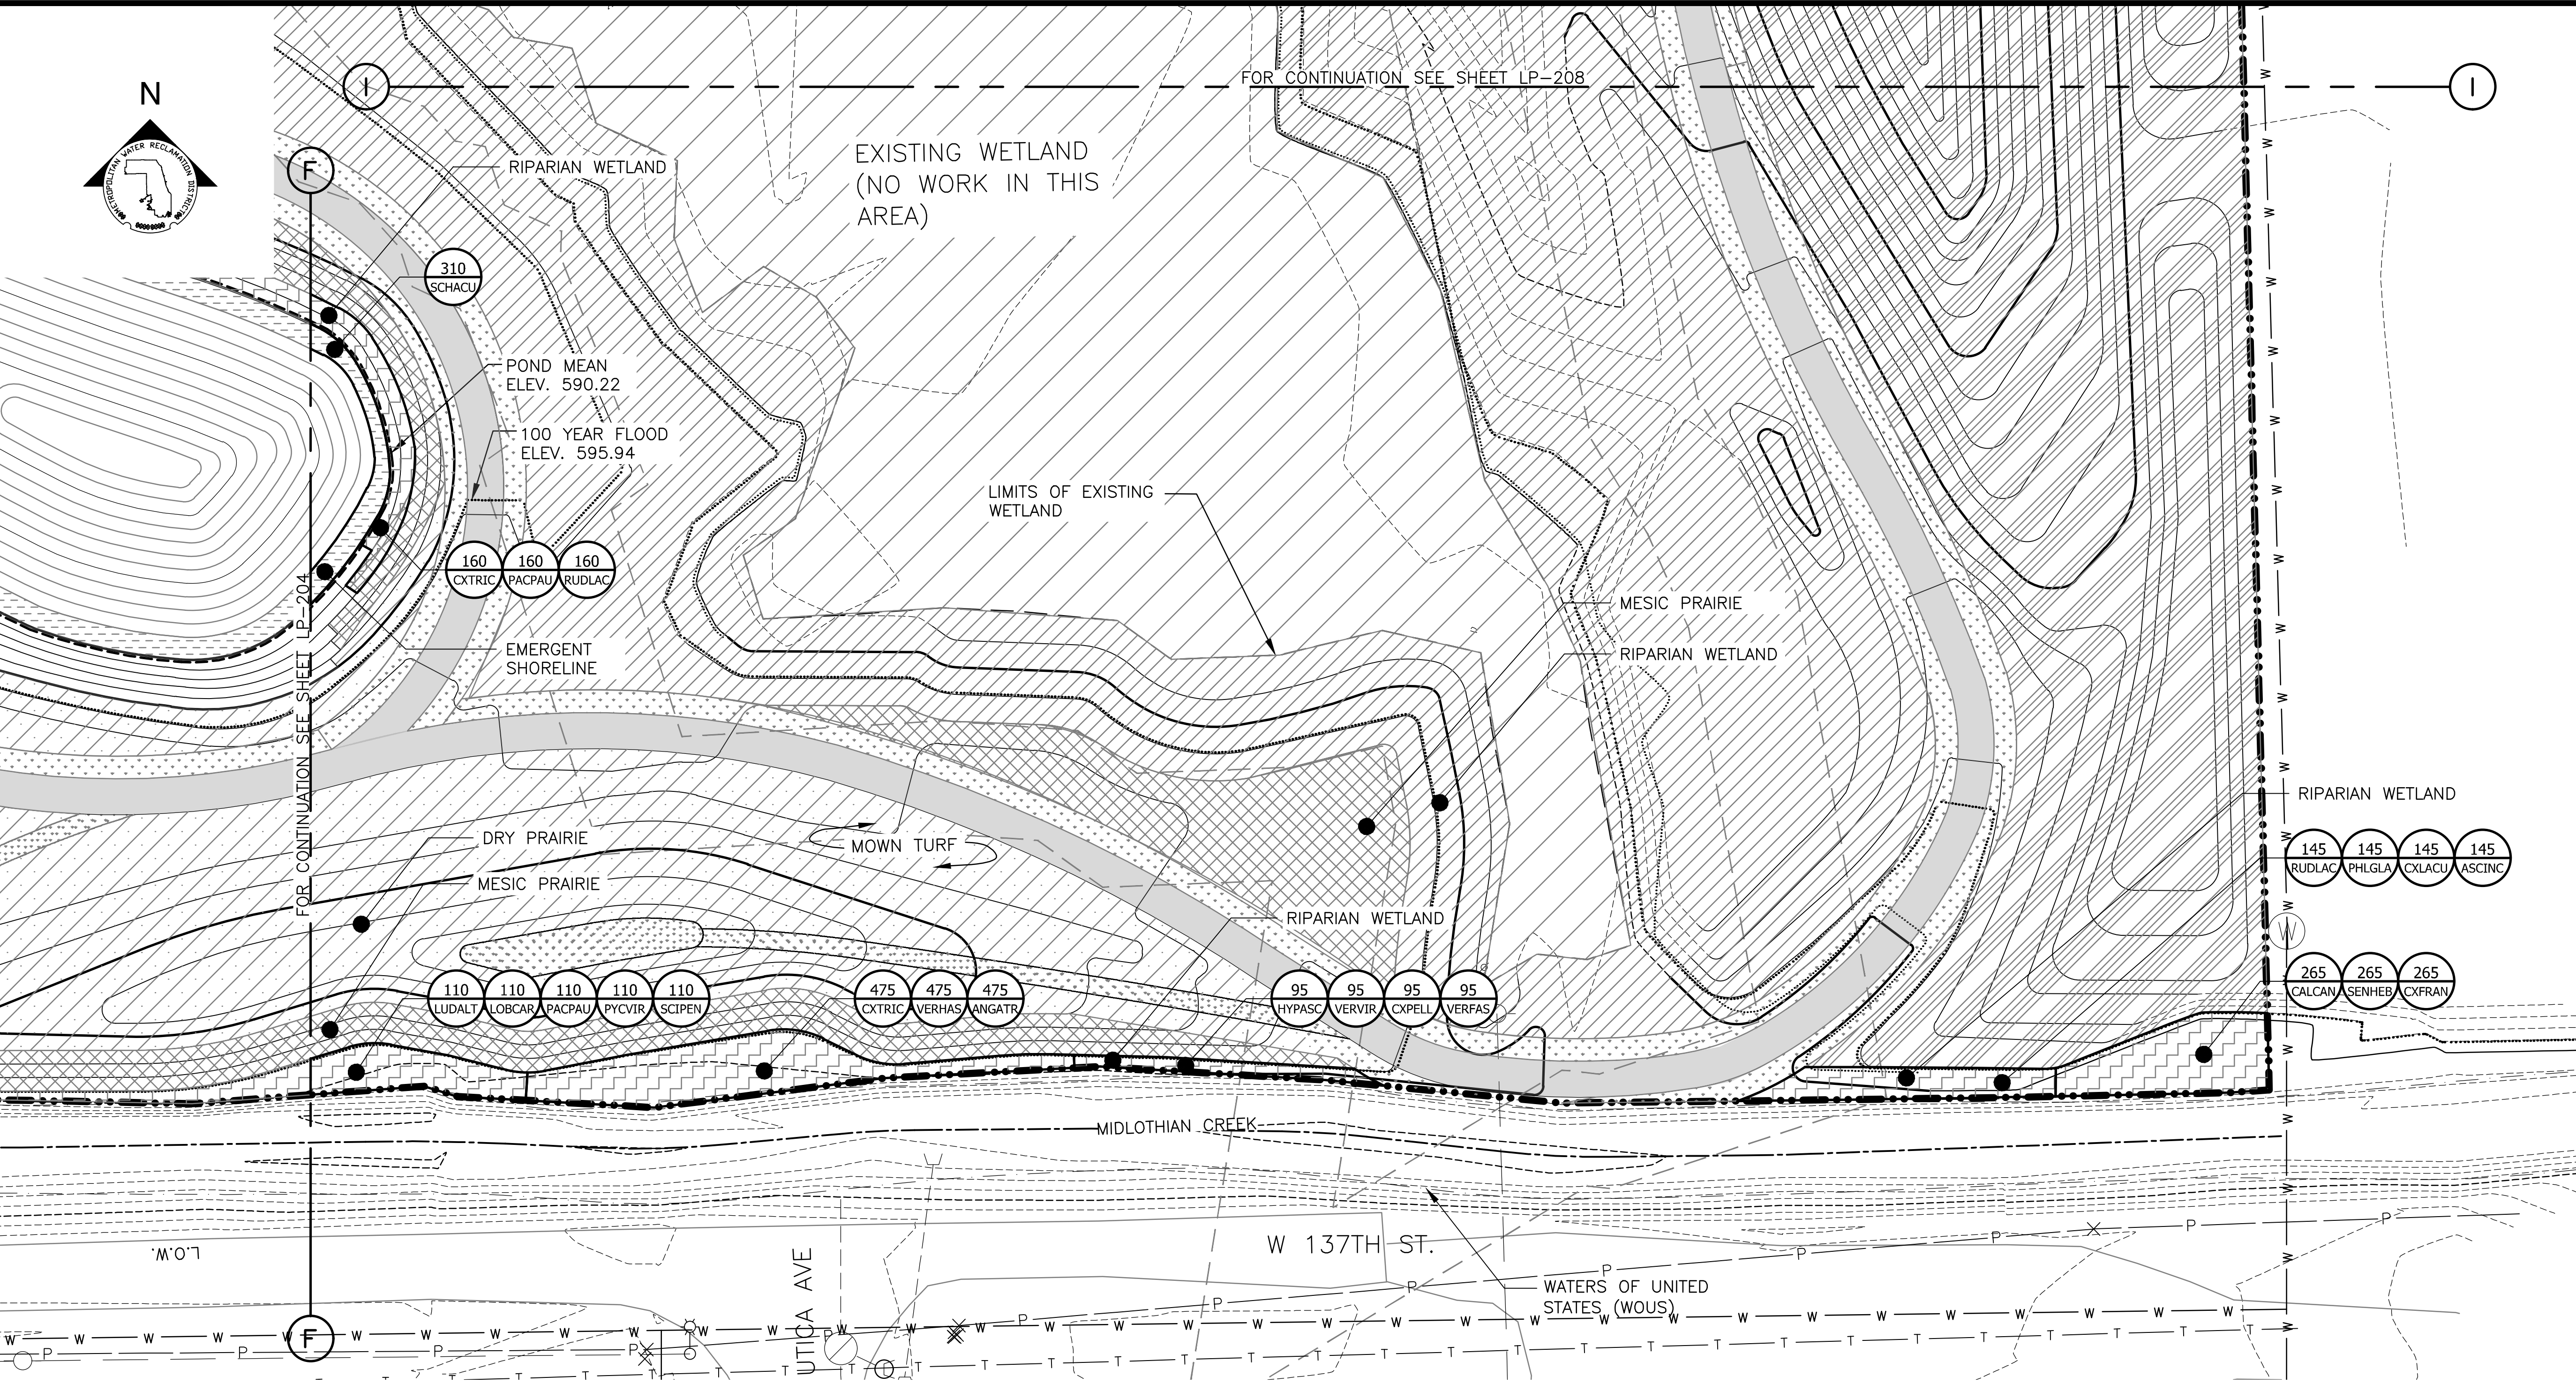 FOR CONTINUATION SEE SHEET LP-208
I
I
N
METROPOLITAN WATER RECLAMATION DISTRICT
F
RIPARIAN WETLAND
EXISTING WETLAND
(NO WORK IN THIS
AREA)
310
SCHACU
POND MEAN
ELEV. 590.22
100 YEAR FLOOD
ELEV. 595.94
LIMITS OF EXISTING
WETLAND
160 160 160
CXTRIC PACPAU RUDLAC
MESIC PRAIRIE
RIPARIAN WETLAND
EMERGENT
SHORELINE
FOR CONTINUATION SEE SHEET LP-204
RIPARIAN WETLAND
DRY PRAIRIE
MOWN TURF
145 145 145 145
RUDLAC PHLGLA CXLACU ASCINC
MESIC PRAIRIE
RIPARIAN WETLAND
W
110 110 110 110 110
LUDALT LOBCAR PACPAU PYCVIR SCIPEN
475 475 475
CXTRIC VERHAS ANGATR
95 95 95 95
HYPASC VERVIR CXPELL VERFAS
265 265 265
CALCAN SENHEB CXFRAN
MIDLOTHIAN CREEK
L.O.W.
W 137TH ST.
UTICA AVE
WATERS OF UNITED
STATES (WOUS)
F